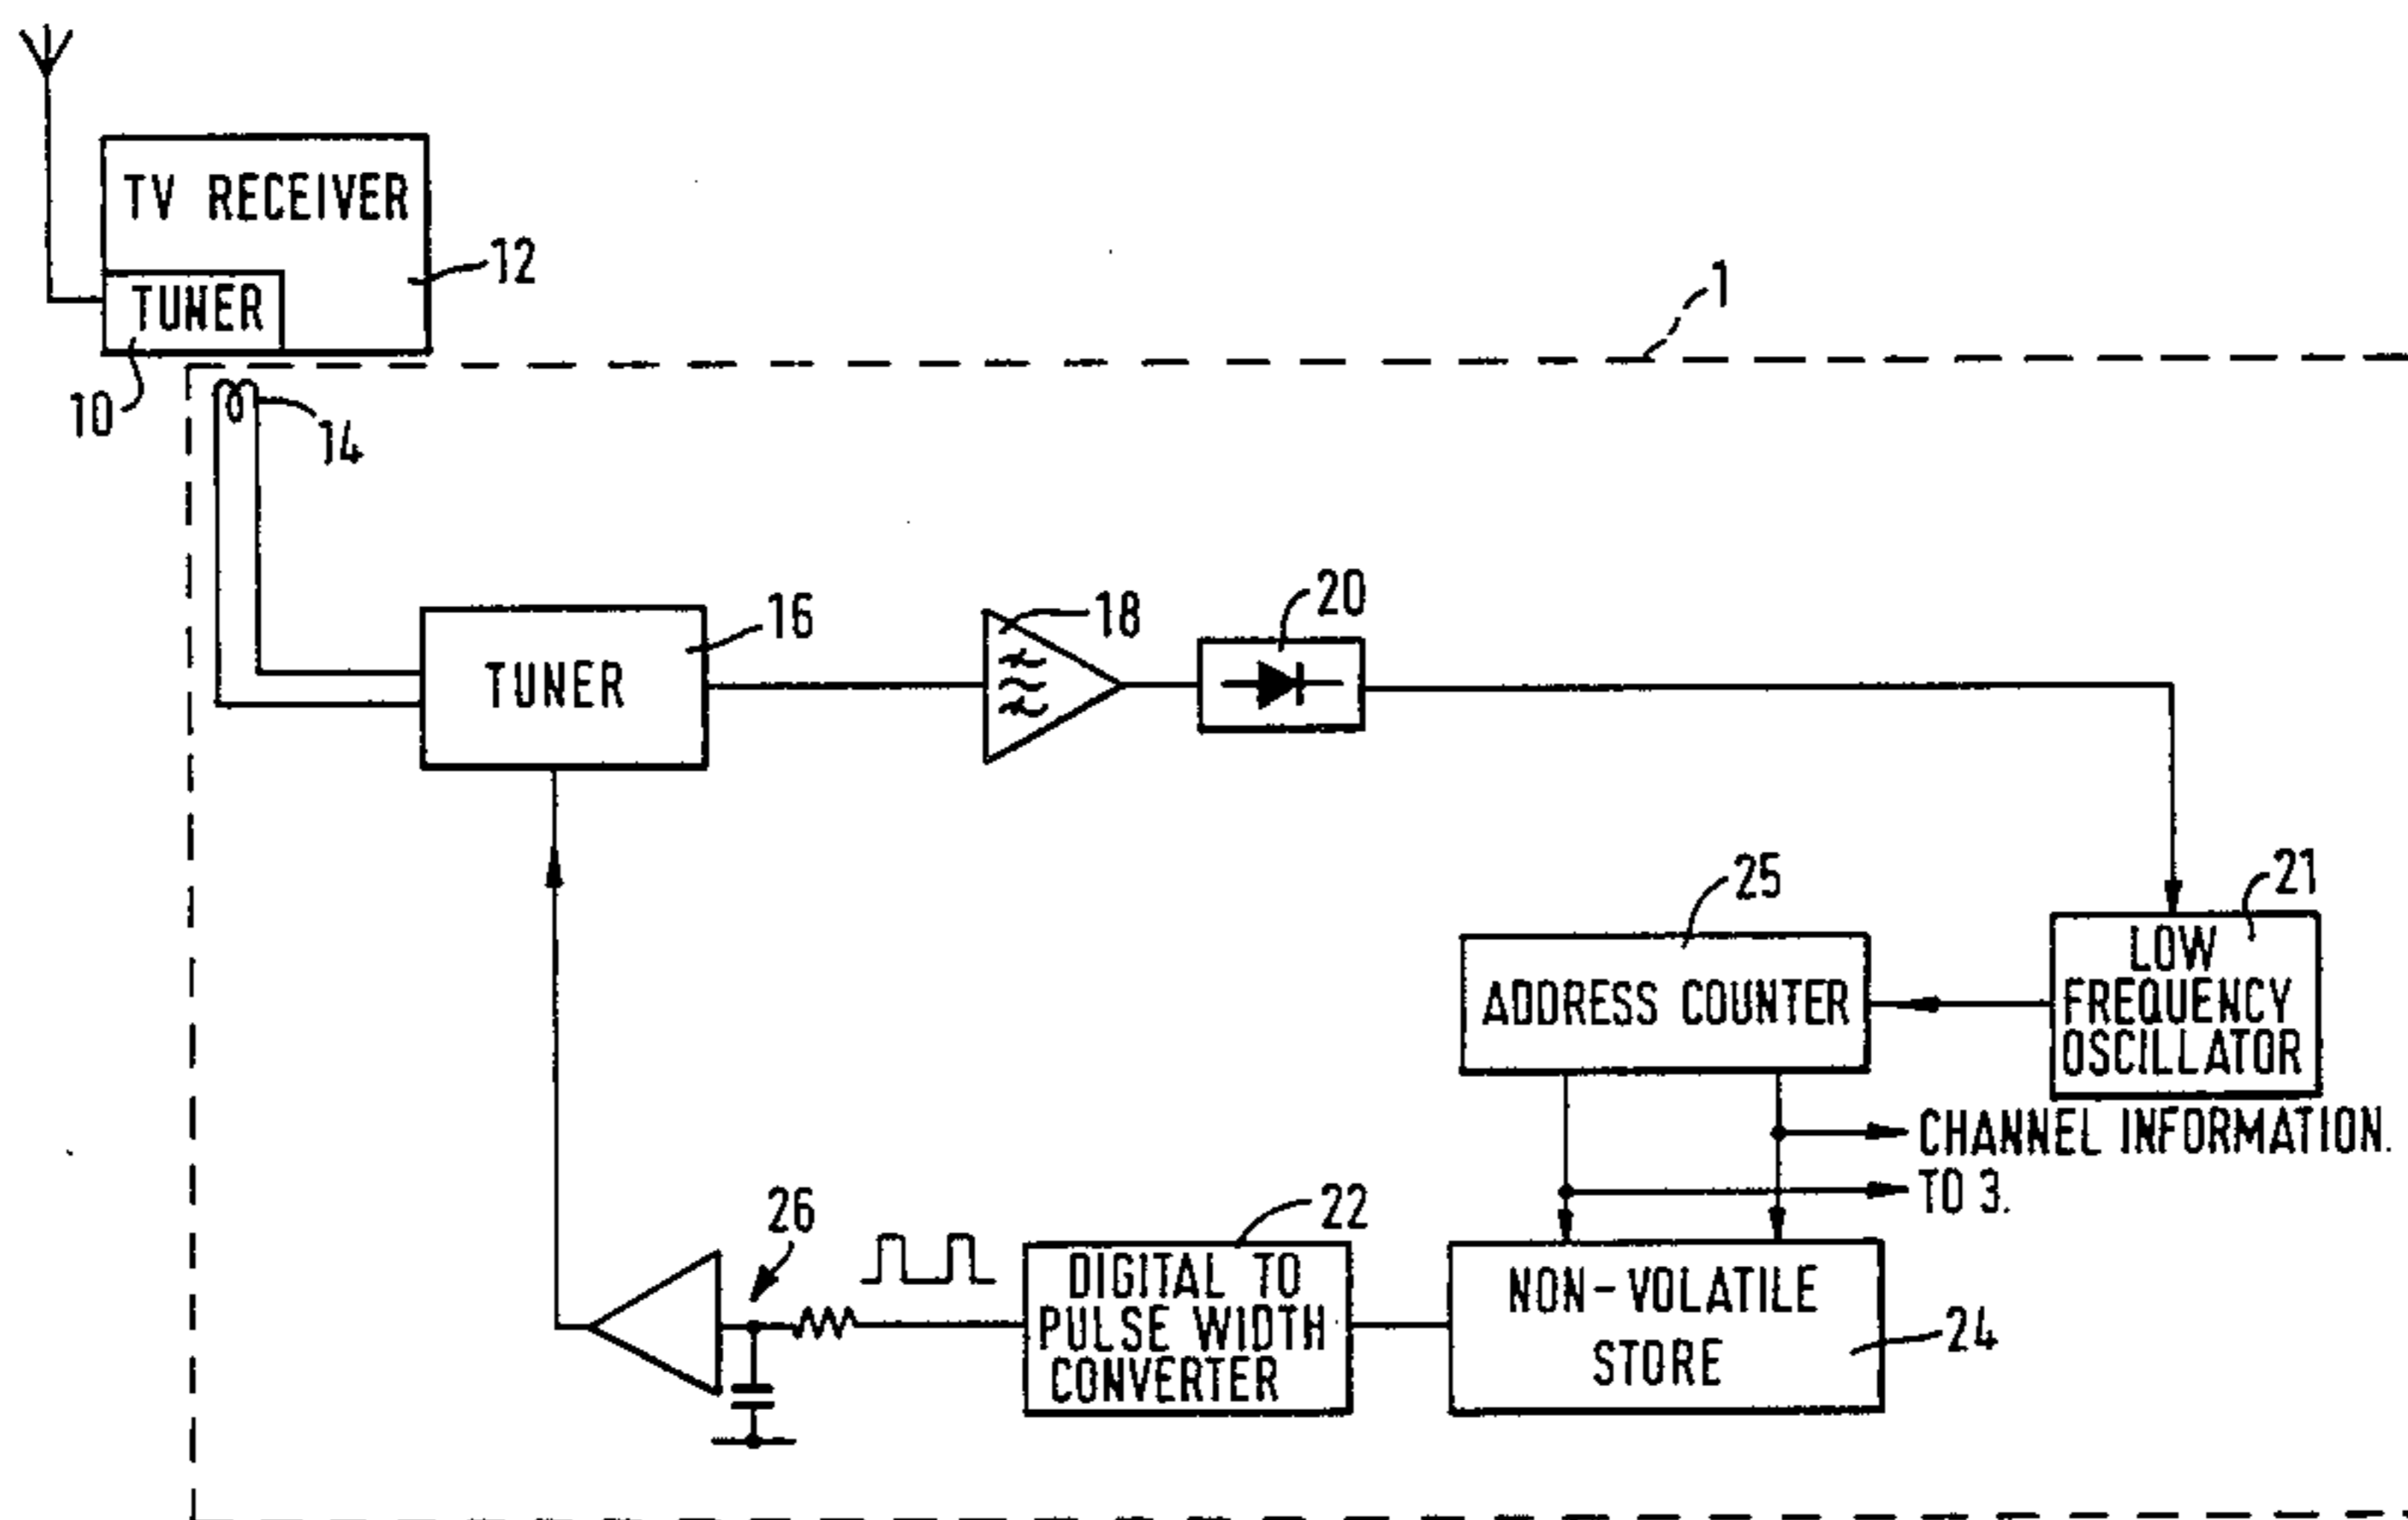 TV RECEIVER
12
TUNER
10
1
14
TUNER
16
18
20
25
21
ADDRESS COUNTER
LOW
FREQUENCY
OSCILLATOR
CHANNEL INFORMATION.
TO 3.
26
22
DIGITAL TO
PULSE WIDTH
CONVERTER
NON-VOLATILE
STORE
24